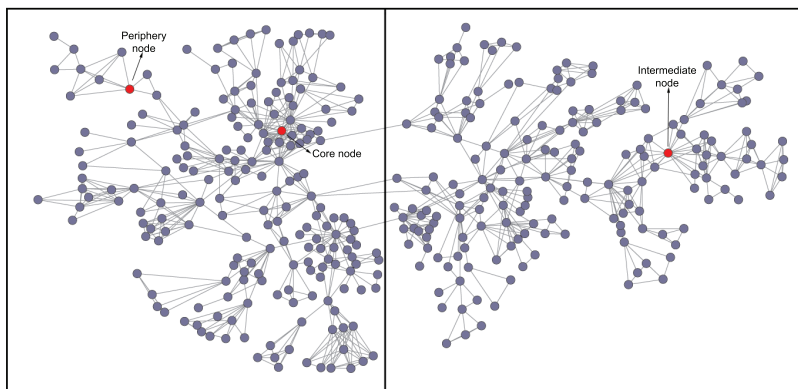 Periphery
node
Core node
Intermediate
node